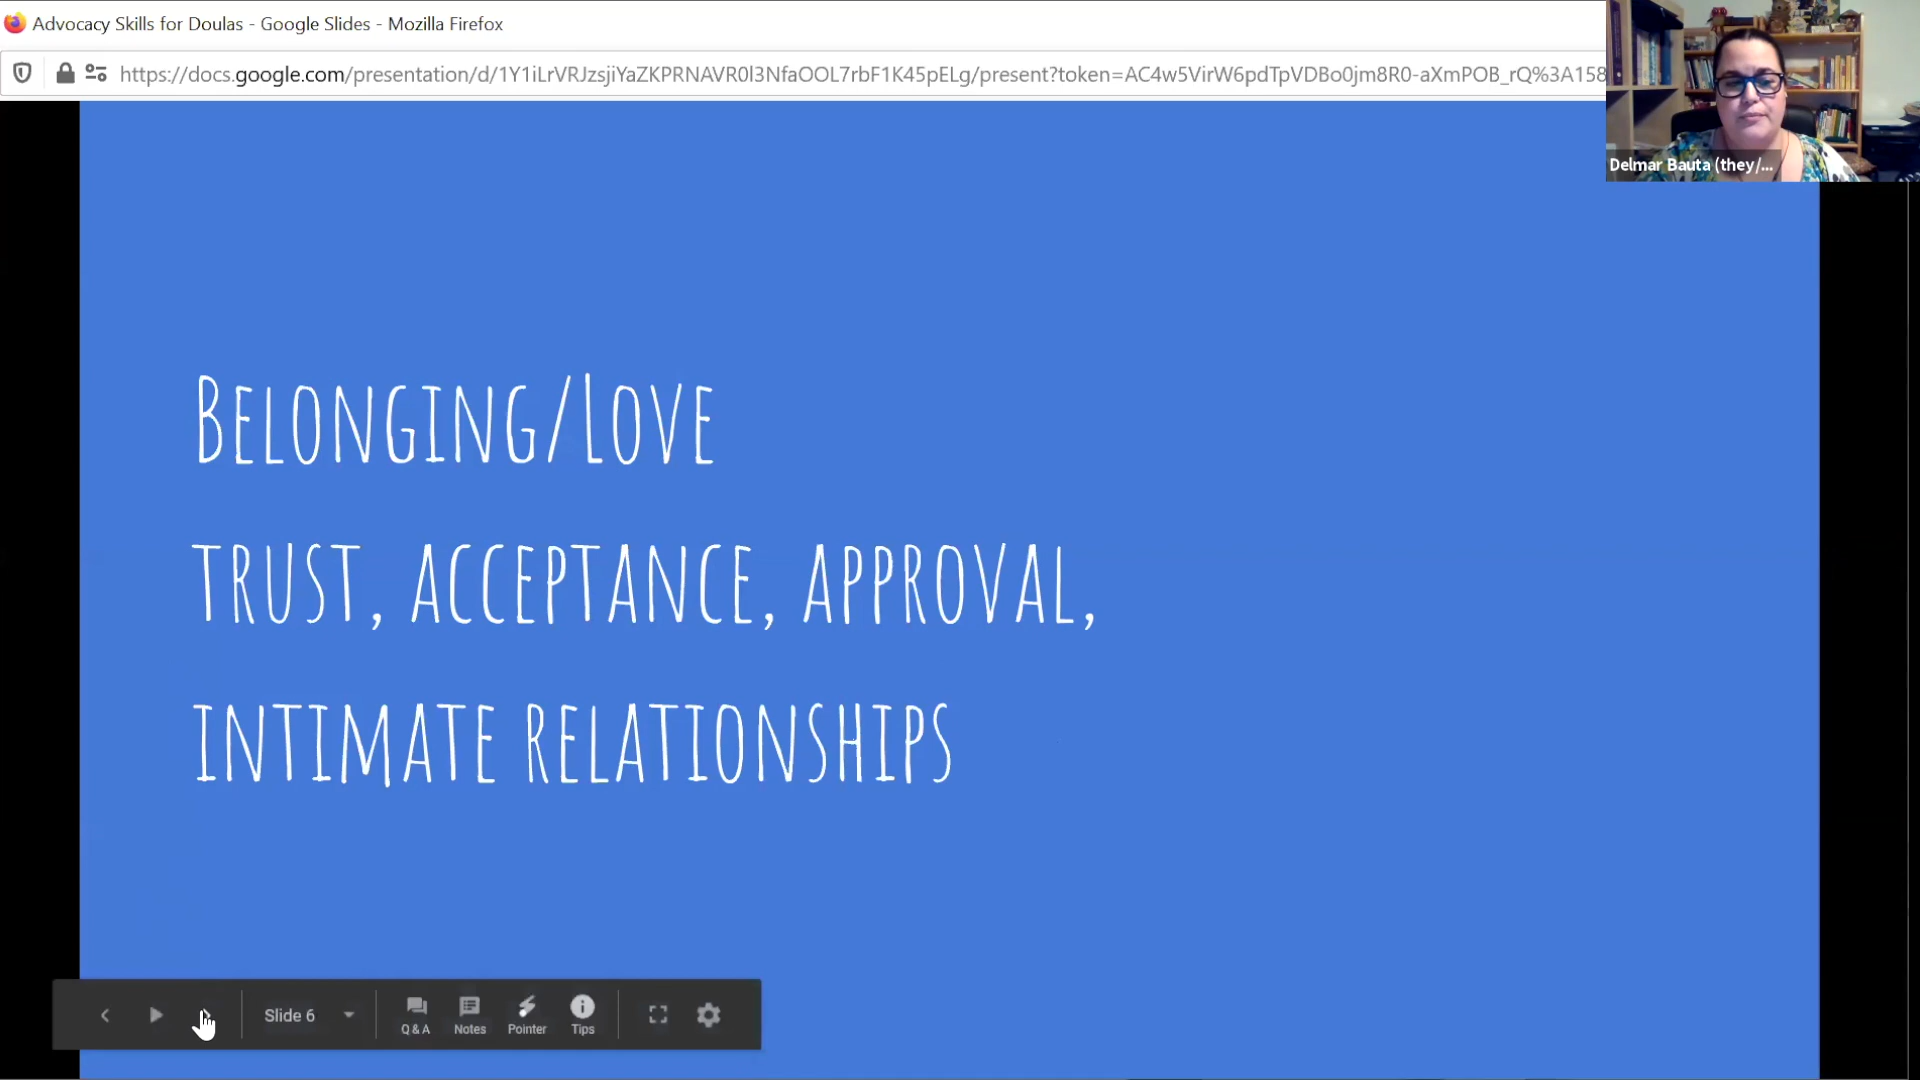 Advocacy Skills for Doulas - Google Slides - Mozilla Firefox
https://docs.google.com/presentation/d/1Y1iLrVRJzsjiYaZKPRNAVR0l3NfaOOL7rbF1K45pELg/present?token=AC4w5VirW6pdTpVDBo0jm8R0-aXmPOB_rQ%3A158
Delmar Bauta (they/...
Belonging/Love
TRUST, ACCEPTANCE, APPROVAL,
INTIMATE RELATIONSHIPS
Slide 6
Q & A
Notes
Pointer
Tips